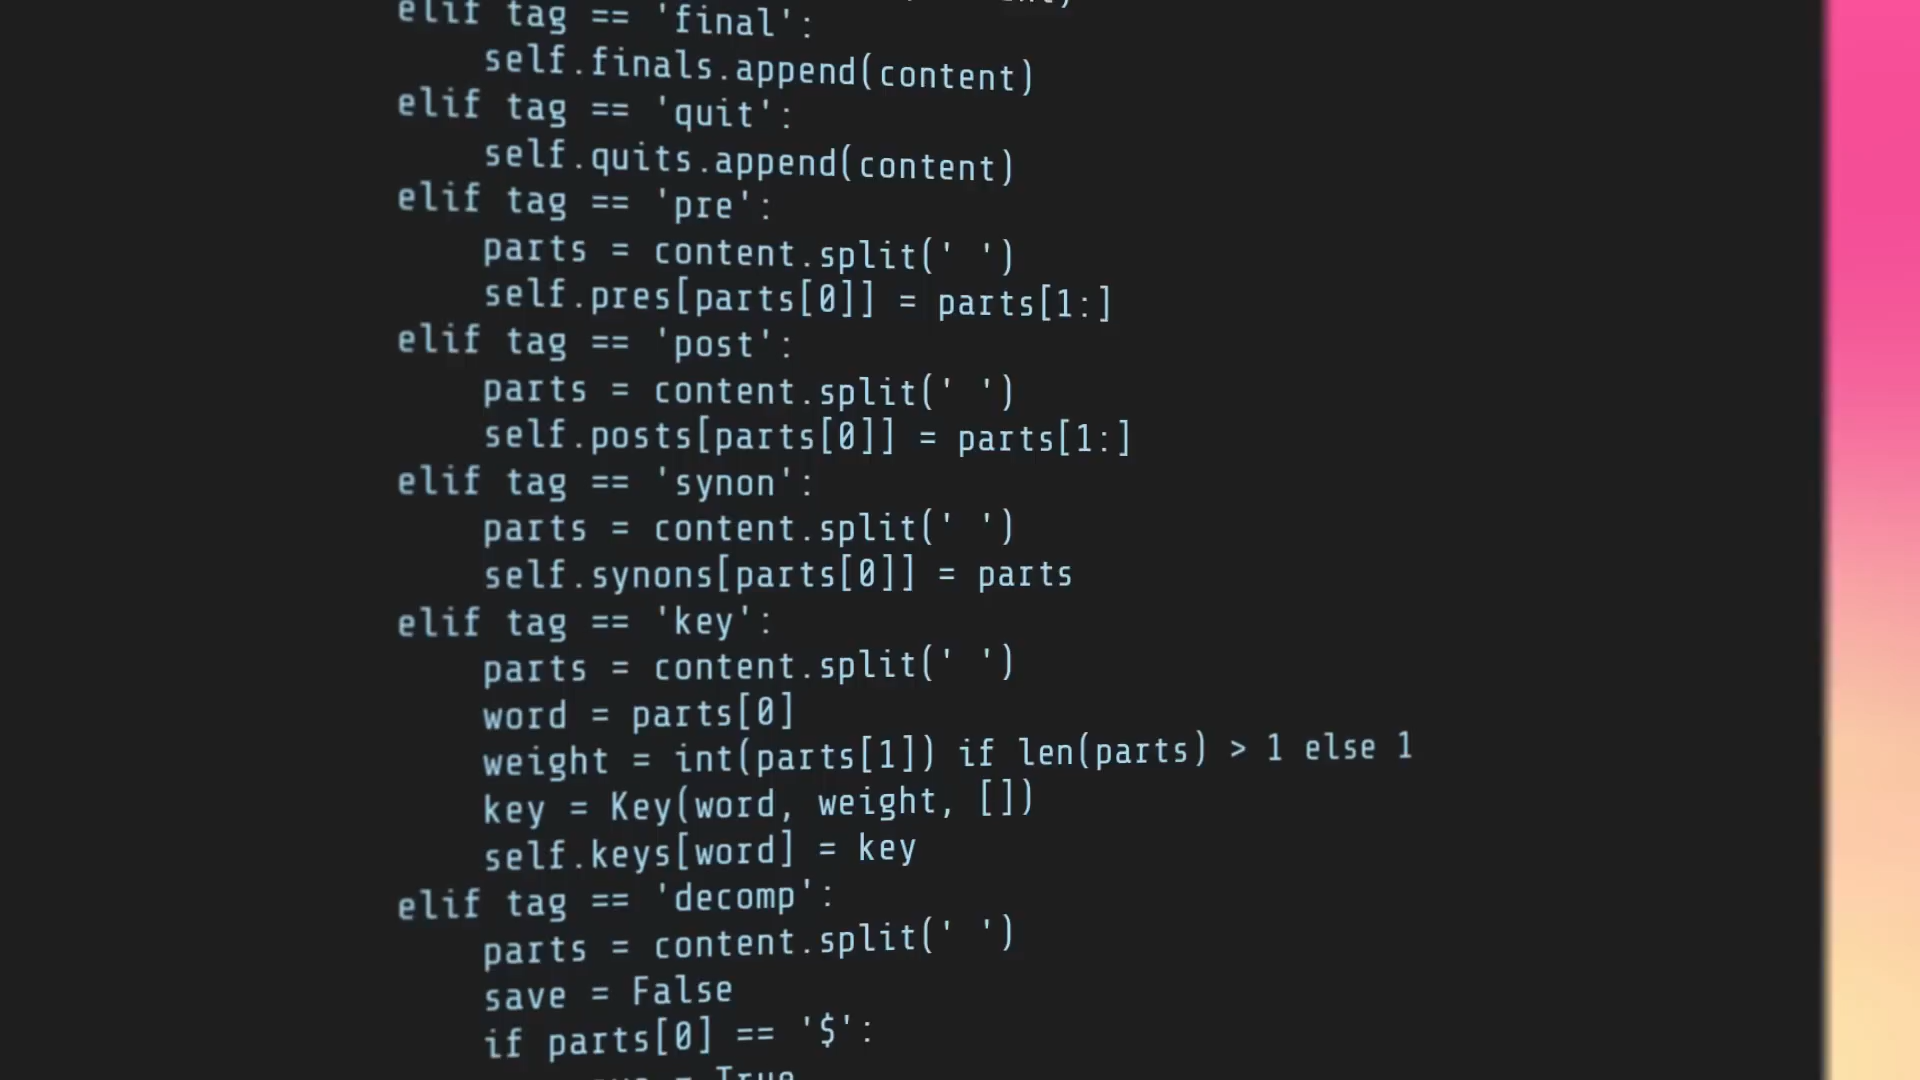 elif tag == 'final':
self.finals.append(content)
elif tag == 'quit':
self.quits.append(content)
elif tag == 'pre':
parts = content.split(' ')
self.pres[parts[0]] = parts[1:]
elif tag == 'post':
parts = content.split(' ')
self.posts[parts[0]] = parts[1:]
elif tag == 'synon':
parts = content.split(' ')
self.synons[parts[0]] = parts
elif tag == 'key':
parts = content.split(' ')
word = parts[0]
weight = int(parts[1]) if len(parts) > 1 else 1
key = Key(word, weight, [])
self.keys[word] = key
elif tag == 'decomp':
parts = content.split(' ')
save = False
if parts[0] == '$':
= True